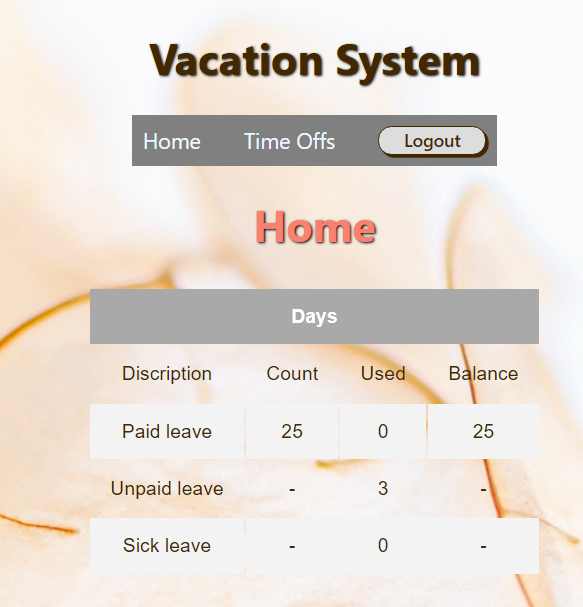 Vacation System
Home Time Offs Logout
Home
Days
Discription Count Used Balance
Paid leave 25 0 25
Unpaid leave - 3 -
Sick leave - 0 -